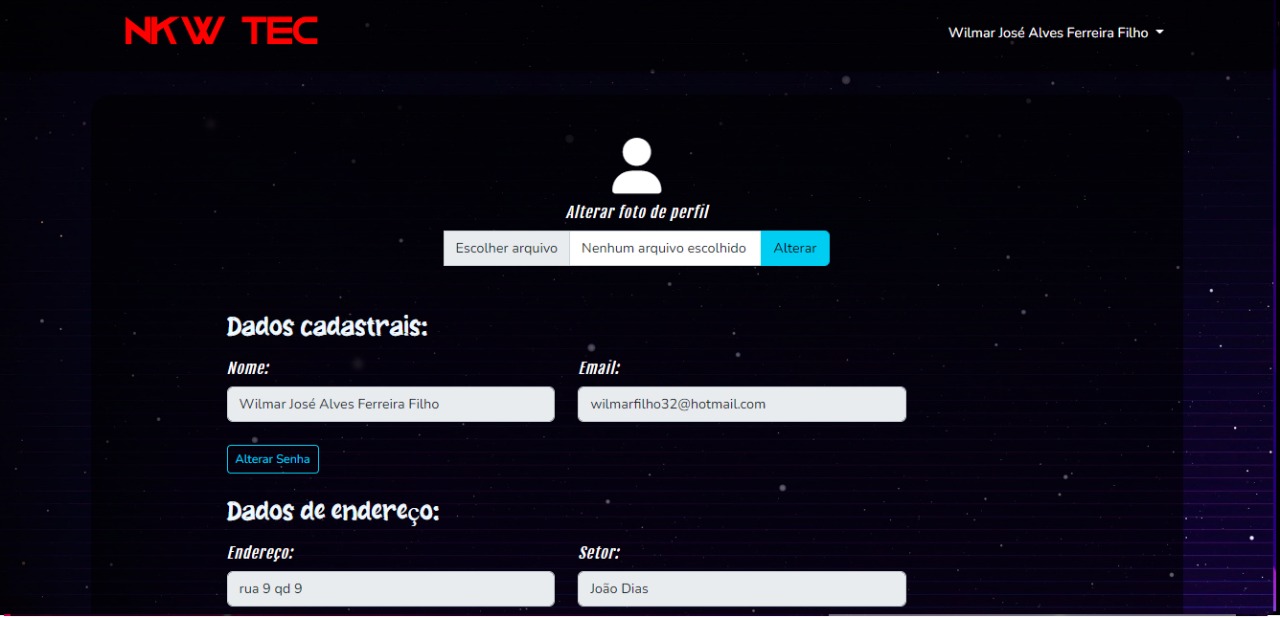 NKW TEC
Wilmar José Alves Ferreira Filho
Alterar foto de perfil
Escolher arquivo Nenhum arquivo escolhido Alterar
Dados cadastrais:
Nome: Email:
Wilmar José Alves Ferreira Filho wilmarfilho32@hotmail.com
Alterar Senha
Dados de endereço:
Endereço: Setor:
rua 9 qd 9 João Dias